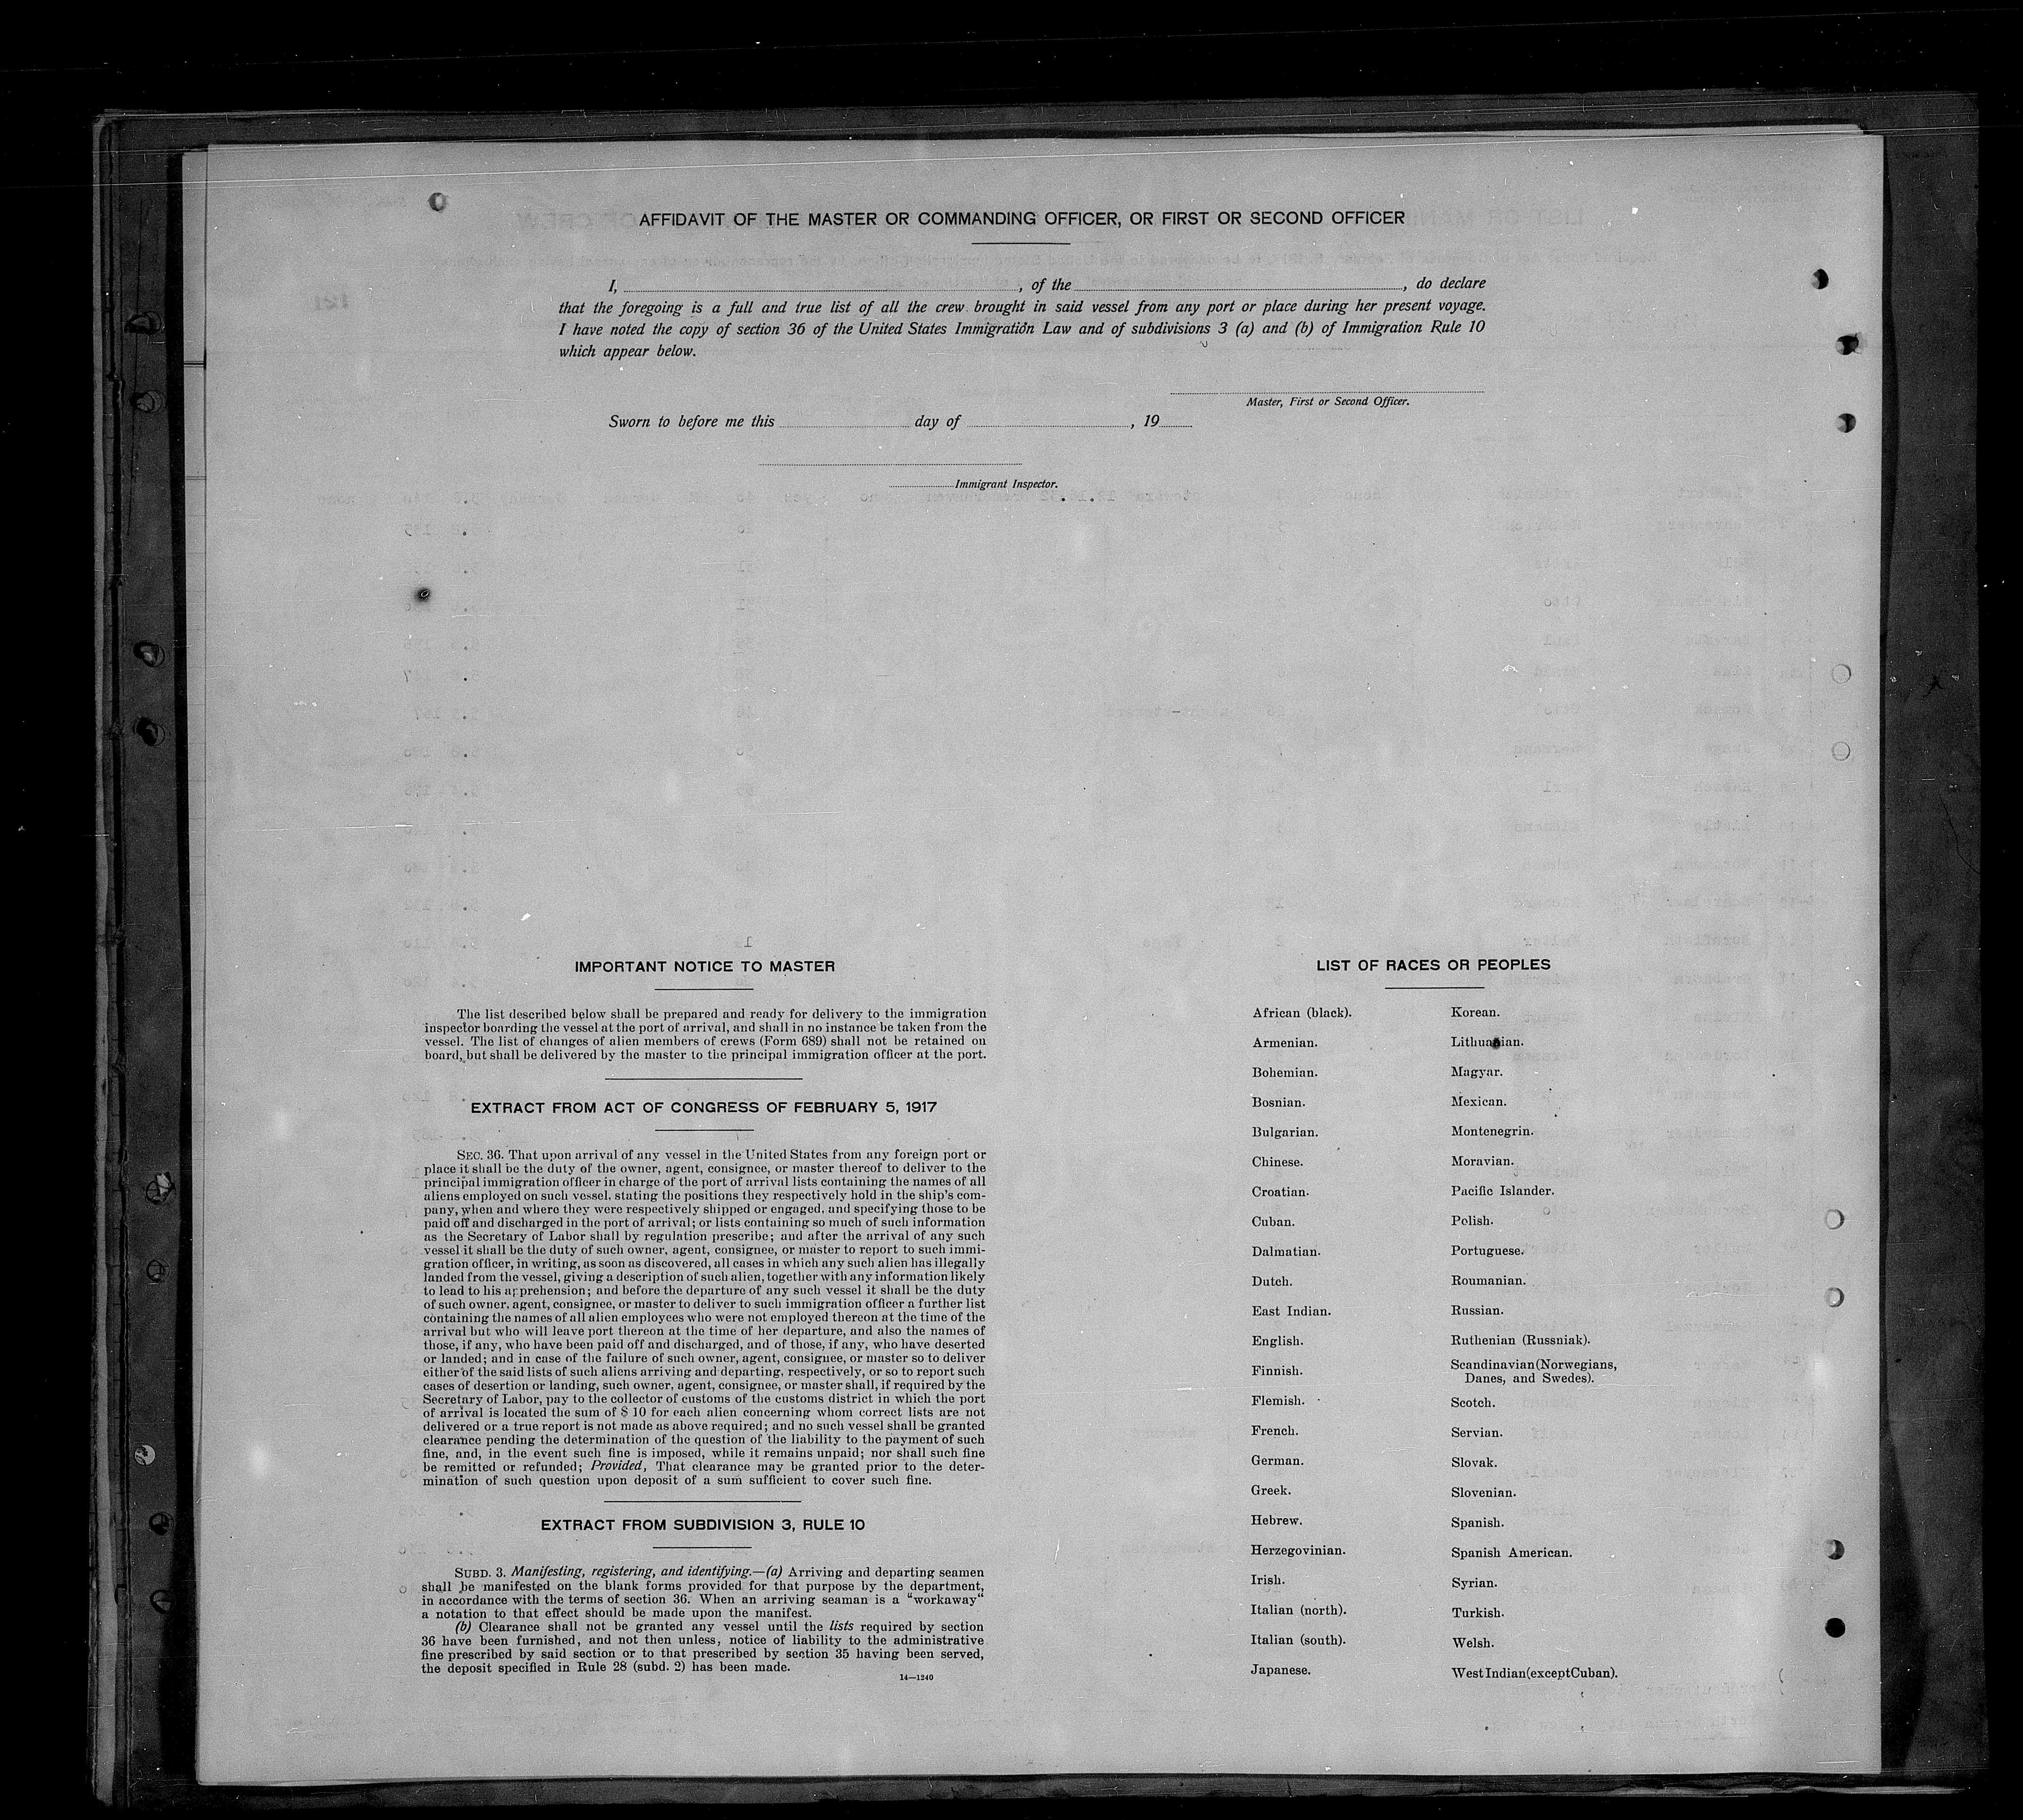 AFFIDAVIT OF THE MASTER OR COMMANDING OFFICER, OR FIRST OR SECOND OFFICER
I, , of the , do declare
that the foregoing is a full and true list of all the crew brought in said vessel from any port or place during her present voyage.
I have noted the copy of section 36 of the United States Immigration Law and of subdivisions 3 (a) and (b) of Immigration Rule 10
which appear below.
Master, First or Second Officer.
Sworn to before me this day of , 19
Immigrant Inspector.
IMPORTANT NOTICE TO MASTER
The list described below shall be prepared and ready for delivery to the immigration
inspector boarding the vessel at the port of arrival, and shall in no instance be taken from the
vessel. The list of changes of alien members of crews (Form 689) shall not be retained on
board, but shall be delivered by the master to the principal immigration officer at the port.
EXTRACT FROM ACT OF CONGRESS OF FEBRUARY 5, 1917
SEC. 36. That upon arrival of any vessel in the United States from any foreign port or
place it shall be the duty of the owner, agent, consignee, or master thereof to deliver to the
principal immigration officer in charge of the port of arrival lists containing the names of all
aliens employed on such vessel, stating the positions they respectively hold in the ship's com-
pany, when and where they were respectively shipped or engaged, and specifying those to be
paid off and discharged in the port of arrival; or lists containing so much of such information
as the Secretary of Labor shall by regulation prescribe; and after the arrival of any such
vessel it shall be the duty of such owner, agent, consignee, or master to report to such immi-
gration officer, in writing, as soon as discovered, all cases in which any such alien has illegally
landed from the vessel, giving a description of such alien, together with any information likely
to lead to his apprehension; and before the departure of any such vessel it shall be the duty
of such owner, agent, consignee, or master to deliver to such immigration officer a further list
containing the names of all alien employees who were not employed thereon at the time of the
arrival but who will leave port thereon at the time of her departure, and also the names of
those, if any, who have been paid off and discharged, and of those, if any, who have deserted
or landed; and in case of the failure of such owner, agent, consignee, or master so to deliver
either of the said lists of such aliens arriving and departing, respectively, or so to report such
cases of desertion or landing, such owner, agent, consignee, or master shall, if required by the
Secretary of Labor, pay to the collector of customs of the customs district in which the port
of arrival is located the sum of $ 10 for each alien concerning whom correct lists are not
delivered or a true report is not made as above required; and no such vessel shall be granted
clearance pending the determination of the question of the liability to the payment of such
fine, and, in the event such fine is imposed, while it remains unpaid; nor shall such fine
be remitted or refunded; Provided, That clearance may be granted prior to the deter-
mination of such question upon deposit of a sum sufficient to cover such fine.
EXTRACT FROM SUBDIVISION 3, RULE 10
SUBD. 3. Manifesting, registering, and identifying.—(a) Arriving and departing seamen
shall be manifested on the blank forms provided for that purpose by the department,
in accordance with the terms of section 36. When an arriving seaman is a "workaway"
a notation to that effect should be made upon the manifest.
(b) Clearance shall not be granted any vessel until the lists required by section
36 have been furnished, and not then unless, notice of liability to the administrative
fine prescribed by said section or to that prescribed by section 35 having been served,
the deposit specified in Rule 28 (subd. 2) has been made.
14—1240
LIST OF RACES OR PEOPLES
African (black).
Armenian.
Bohemian.
Bosnian.
Bulgarian.
Chinese.
Croatian.
Cuban.
Dalmatian.
Dutch.
East Indian.
English.
Finnish.
Flemish.
French.
German.
Greek.
Hebrew.
Herzegovinian.
Irish.
Italian (north).
Italian (south).
Japanese.
Korean.
Lithuanian.
Magyar.
Mexican.
Montenegrin.
Moravian.
Pacific Islander.
Polish.
Portuguese.
Roumanian.
Russian.
Ruthenian (Russniak).
Scandinavian (Norwegians,
Danes, and Swedes).
Scotch.
Servian.
Slovak.
Slovenian.
Spanish.
Spanish American.
Syrian.
Turkish.
Welsh.
West Indian (except Cuban).